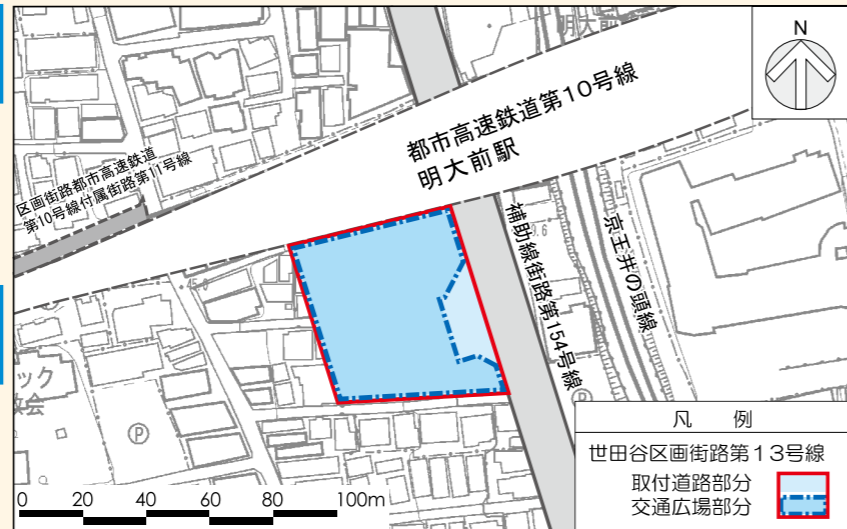 明大前
N
都市高速鉄道第10号線
明大前駅
区画街路都市高速鉄道
第10号線付属街路第11号線
補助線街路第154号線
京王井の頭線
ック
教会
P
P
凡 例
世田谷区画街路第13号線
取付道路部分
交通広場部分
0 20 40 60 80 100m